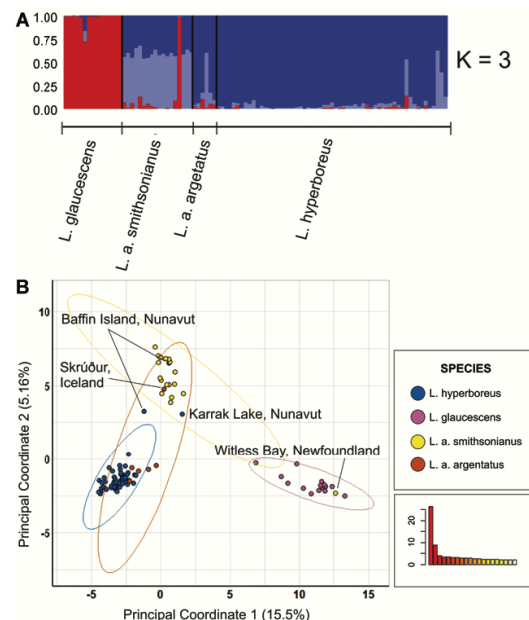 A
1.00
0.75
0.50
0.25
0.00
K = 3
L. glaucescens
L. a. smithsonianus
L. a. argetatus
L. hyperboreus
B
Principal Coordinate 2 (5.16%)
10
5
0
-5
Baffin Island, Nunavut
Skrúður,
Iceland
Karrak Lake, Nunavut
Witless Bay, Newfoundland
-5
0
5
10
15
Principal Coordinate 1 (15.5%)
SPECIES
L. hyperboreus
L. glaucescens
L. a. smithsonianus
L. a. argentatus
20
10
0